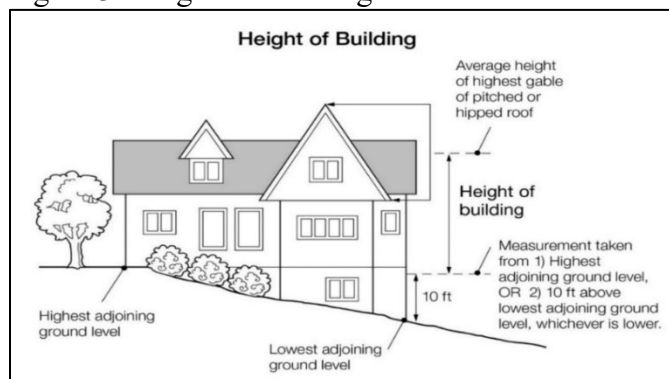 Height of Building
Average height
of highest gable
of pitched or
hipped roof
Height of
building
Measurement taken
from 1) Highest
adjoining ground level,
OR 2) 10 ft above
lowest adjoining ground
level, whichever is lower.
10 ft
Highest adjoining
ground level
Lowest adjoining
ground level